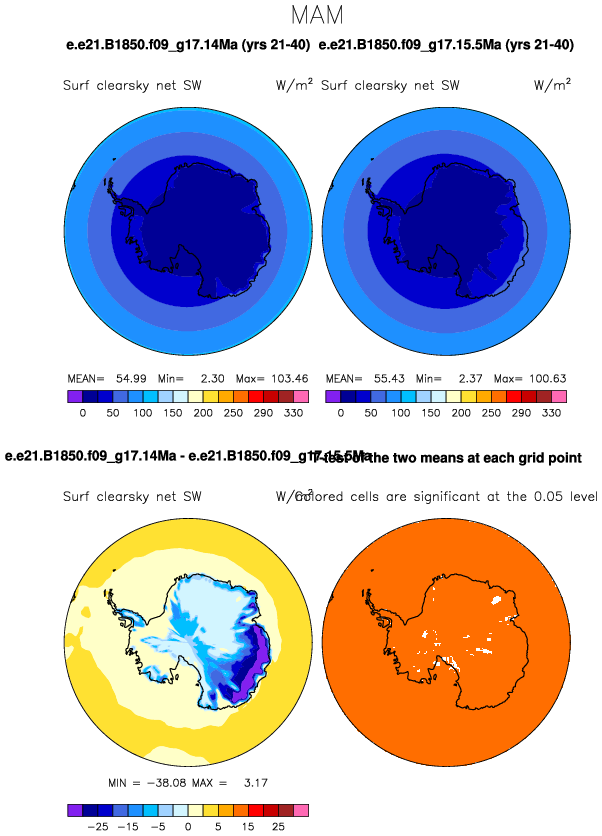 MAM
e.e21.B1850.f09_g17.14Ma (yrs 21-40) e.e21.B1850.f09_g17.15.5Ma (yrs 21-40)
Surf clearsky net SW W/m² Surf clearsky net SW W/m²
MEAN= 54.99 Min= 2.30 Max= 103.46 MEAN= 55.43 Min= 2.37 Max= 100.63
0 50 100 150 200 250 290 330 0 50 100 150 200 250 290 330
e.e21.B1850.f09_g17.14Ma - e.e21.B1850.f09_g17.15.5Ma T-test of the two means at each grid point
Surf clearsky net SW W/m² Colored cells are significant at the 0.05 level
MIN = -38.08 MAX = 3.17
-25 -15 -5 0 5 15 25